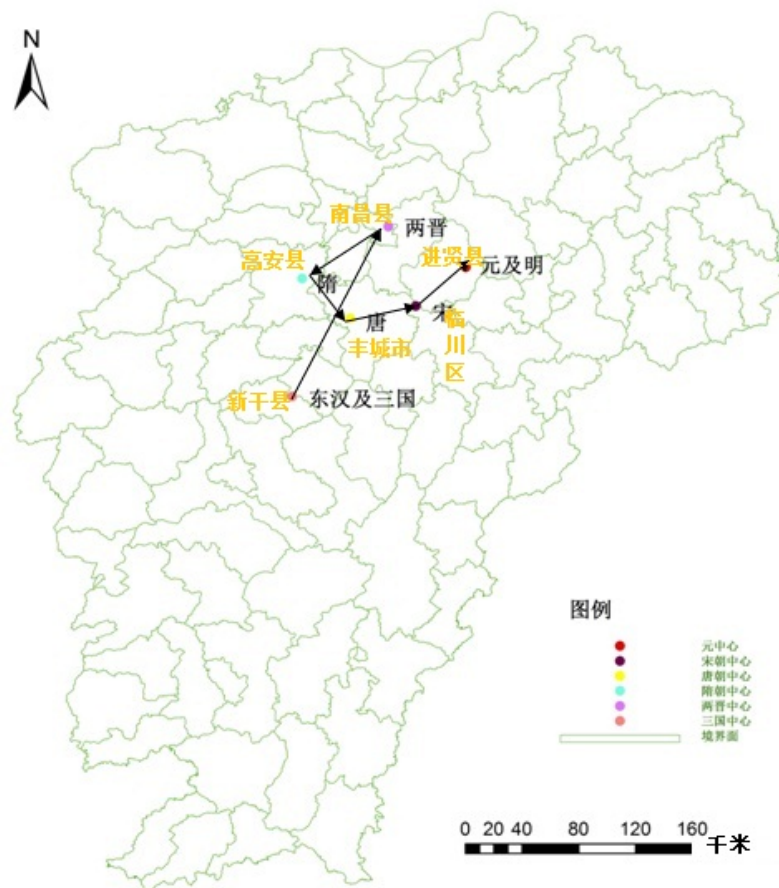 N
南昌县
两晋
高安县
隋
进贤县
元及明
唐
宋
丰城市
临川区
新干县
东汉及三国
图例
元中心
宋朝中心
唐朝中心
隋朝中心
两晋中心
三国中心
境界面
0 20 40 80 120 160 千米